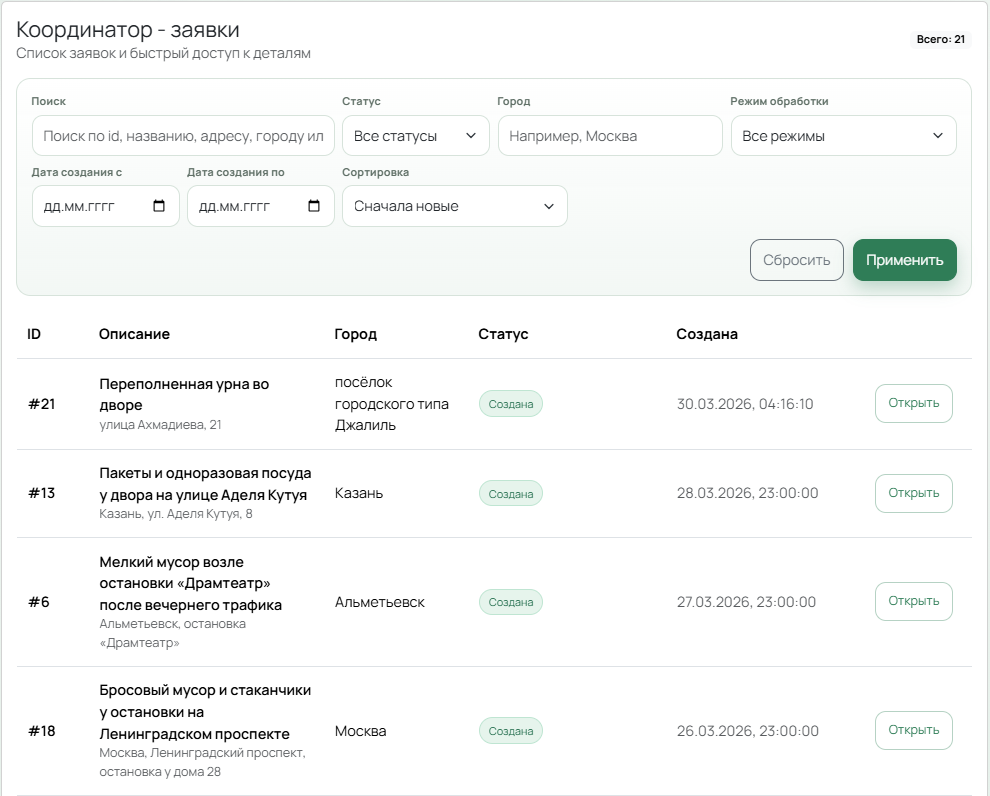 Координатор - заявки
Список заявок и быстрый доступ к деталям
Всего: 21
Поиск
Статус
Город
Режим обработки
Поиск по id, названию, адресу, городу ил
Все статусы
Например, Москва
Все режимы
Дата создания с
Дата создания по
Сортировка
дд.мм.гггг
дд.мм.гггг
Сначала новые
Сбросить
Применить
ID
Описание
Город
Статус
Создана
#21
Переполненная урна во
дворе
улица Ахмадиева, 21
посёлок
городского типа
Джалиль
Создана
30.03.2026, 04:16:10
Открыть
#13
Пакеты и одноразовая посуда
у двора на улице Аделя Кутуя
Казань, ул. Аделя Кутуя, 8
Казань
Создана
28.03.2026, 23:00:00
Открыть
#6
Мелкий мусор возле
остановки «Драмтеатр»
после вечернего трафика
Альметьевск, остановка
«Драмтеатр»
Альметьевск
Создана
27.03.2026, 23:00:00
Открыть
#18
Бросовый мусор и стаканчики
у остановки на
Ленинградском проспекте
Москва, Ленинградский проспект,
остановка у дома 28
Москва
Создана
26.03.2026, 23:00:00
Открыть